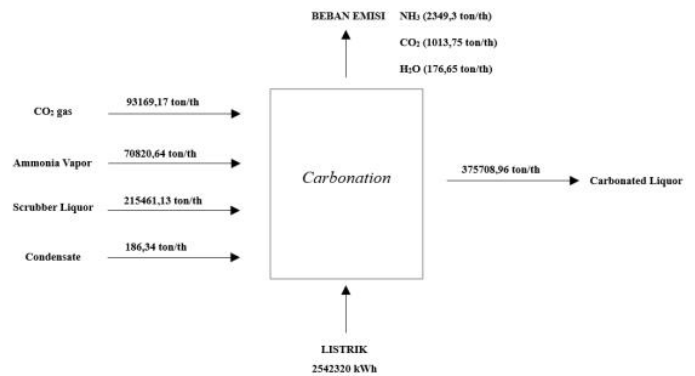 BEBAN EMISI NH₃ (2349,3 ton/th)
CO₂ (1013,75 ton/th)
H₂O (176,65 ton/th)
CO₂ gas 93169,17 ton/th
Ammonia Vapor 70820,64 ton/th
Scrubber Liquor 215461,13 ton/th
Condensate 186,34 ton/th
Carbonation
375708,96 ton/th Carbonated Liquor
LISTRIK
2542320 kWh